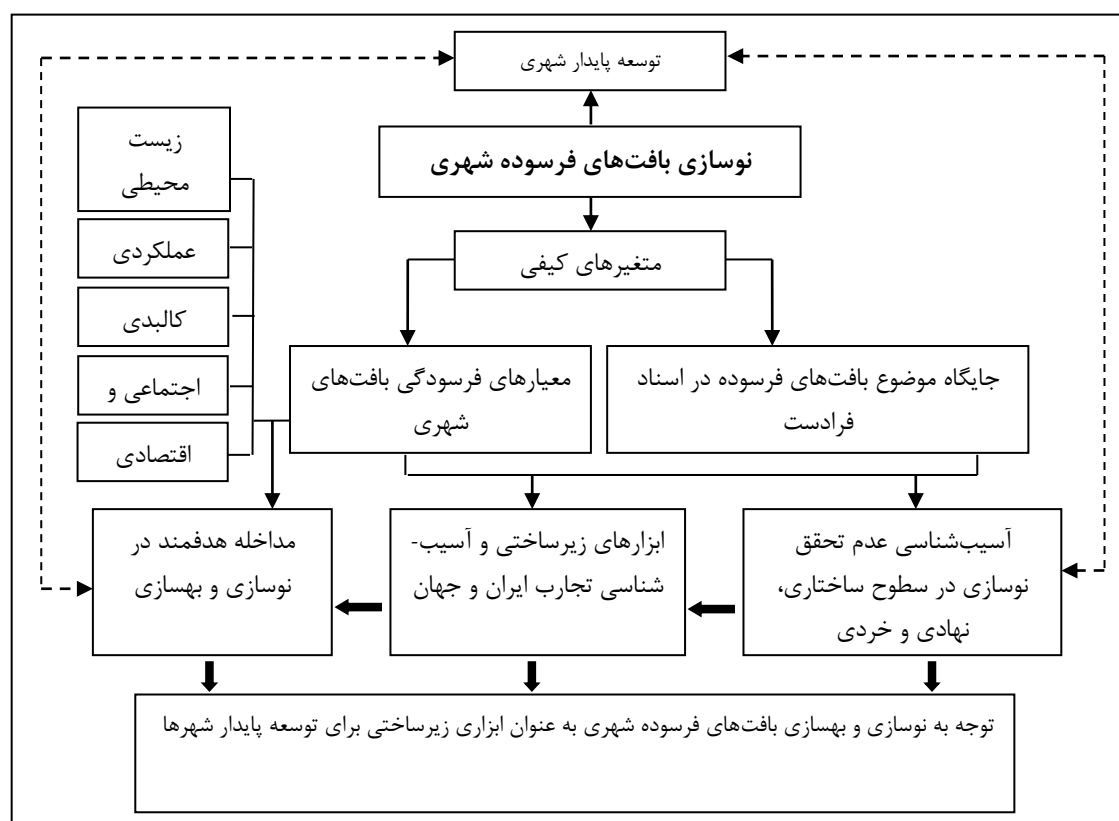 توسعه پایدار شهری
نوسازی بافت‌های فرسوده شهری
متغیرهای کیفی
زیست
محیطی
عملکردی
کالبدی
اجتماعی و
اقتصادی
جایگاه موضوع بافت‌های فرسوده در اسناد
فرادست
معیارهای فرسودگی بافت‌های
شهری
آسیب‌شناسی عدم تحقق
نوسازی در سطوح ساختاری،
نهادی و خردی
ابزارهای زیرساختی و آسیب-
شناسی تجارب ایران و جهان
مداخله هدفمند در
نوسازی و بهسازی
توجه به نوسازی و بهسازی بافت‌های فرسوده شهری به عنوان ابزاری زیرساختی برای توسعه پایدار شهرها